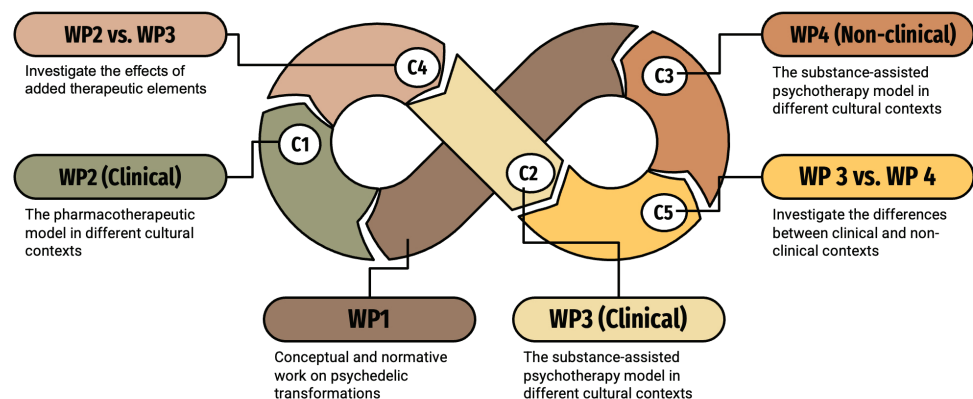 WP2 vs. WP3
Investigate the effects of
added therapeutic elements
C4
C1
WP2 (Clinical)
The pharmacotherapeutic
model in different cultural
contexts
WP1
Conceptual and normative
work on psychedelic
transformations
C2
WP3 (Clinical)
The substance-assisted
psychotherapy model in
different cultural contexts
C3
WP4 (Non-clinical)
The substance-assisted
psychotherapy model in
different cultural contexts
C5
WP 3 vs. WP 4
Investigate the differences
between clinical and non-
clinical contexts